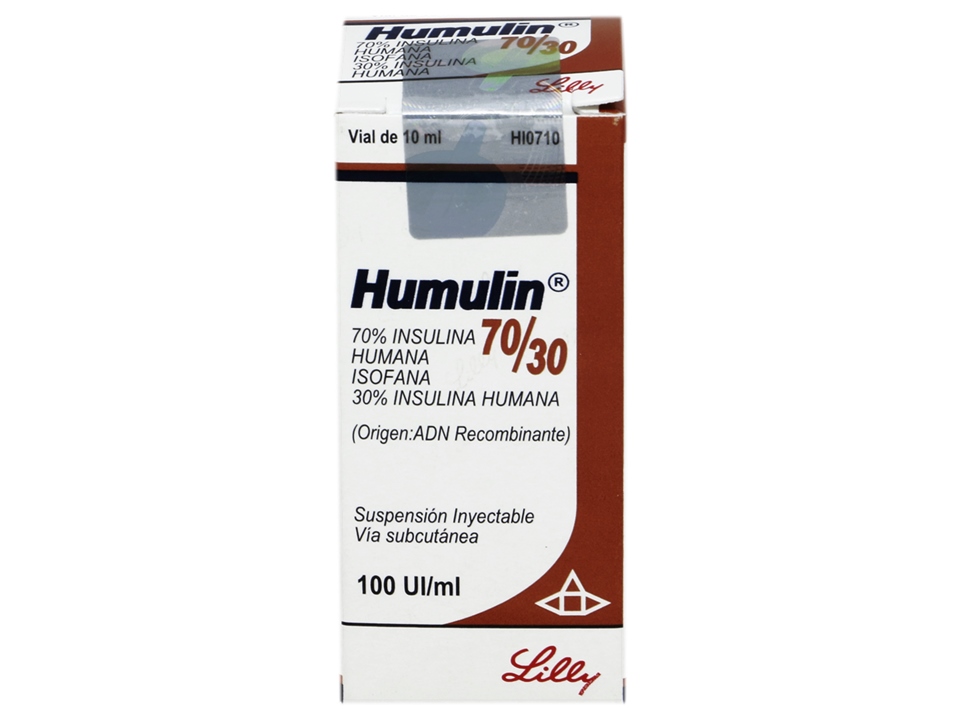 Humulin®
70% INSULINA 70/30
HUMANA
ISOFANA
30% INSULINA
HUMANA
Lilly
Vial de 10 ml HI0710
Humulin®
70% INSULINA 70/30
HUMANA
ISOFANA
30% INSULINA HUMANA
(Origen:ADN Recombinante)
Suspensión Inyectable
Vía subcutánea
100 UI/ml
Lilly